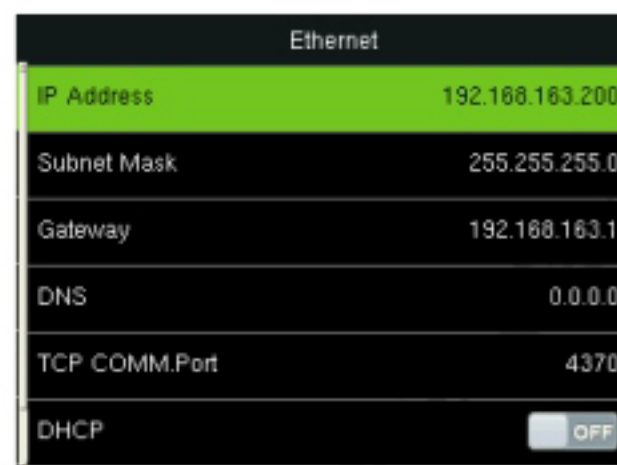 Ethernet
IP Address 192.168.163.200
Subnet Mask 255.255.255.0
Gateway 192.168.163.1
DNS 0.0.0.0
TCP COMM.Port 4370
DHCP OFF